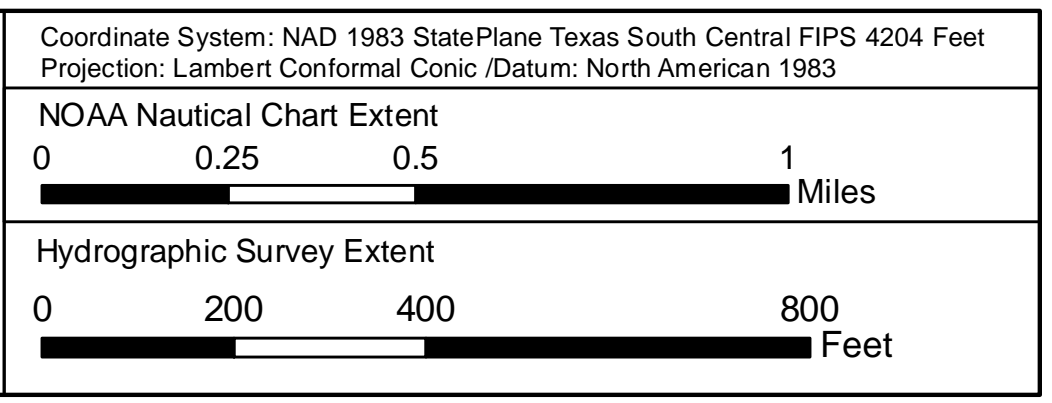 Coordinate System: NAD 1983 StatePlane Texas South Central FIPS 4204 Feet
Projection: Lambert Conformal Conic /Datum: North American 1983
NOAA Nautical Chart Extent
0 0.25 0.5 1
Miles
Hydrographic Survey Extent
0 200 400 800
Feet